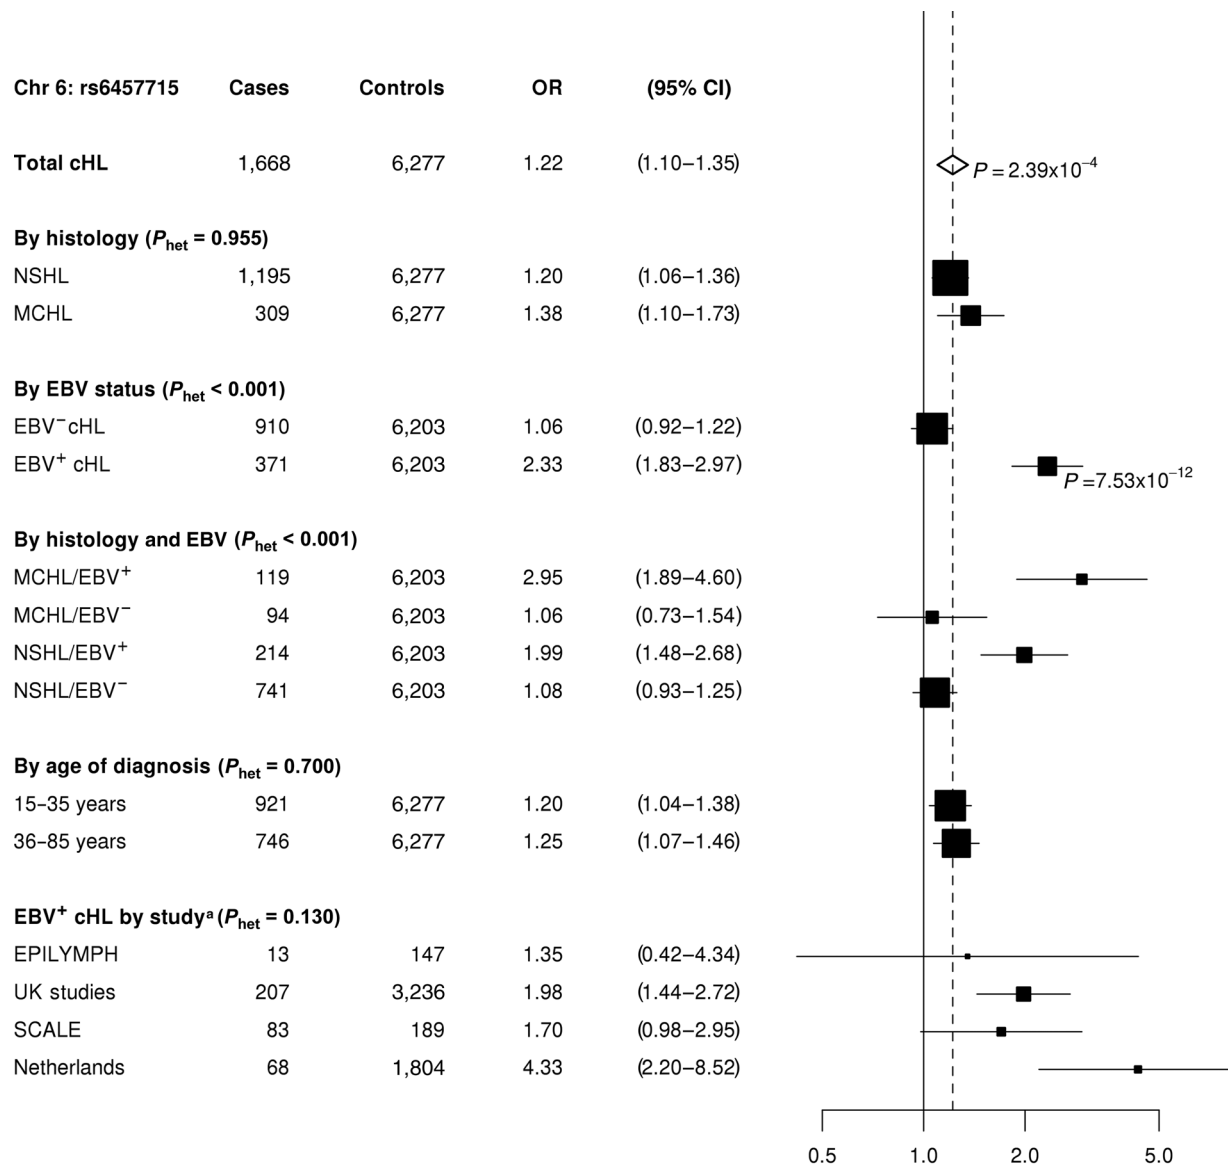 Chr 6: rs6457715 Cases Controls OR (95% CI)
Total cHL 1,668 6,277 1.22 (1.10–1.35) P = 2.39x10⁻⁴
By histology (Phet = 0.955)
NSHL 1,195 6,277 1.20 (1.06–1.36)
MCHL 309 6,277 1.38 (1.10–1.73)
By EBV status (Phet < 0.001)
EBV⁻cHL 910 6,203 1.06 (0.92–1.22)
EBV⁺ cHL 371 6,203 2.33 (1.83–2.97) P =7.53x10⁻¹²
By histology and EBV (Phet < 0.001)
MCHL/EBV⁺ 119 6,203 2.95 (1.89–4.60)
MCHL/EBV⁻ 94 6,203 1.06 (0.73–1.54)
NSHL/EBV⁺ 214 6,203 1.99 (1.48–2.68)
NSHL/EBV⁻ 741 6,203 1.08 (0.93–1.25)
By age of diagnosis (Phet = 0.700)
15–35 years 921 6,277 1.20 (1.04–1.38)
36–85 years 746 6,277 1.25 (1.07–1.46)
EBV⁺ cHL by studyᵃ (Phet = 0.130)
EPILYMPH 13 147 1.35 (0.42–4.34)
UK studies 207 3,236 1.98 (1.44–2.72)
SCALE 83 189 1.70 (0.98–2.95)
Netherlands 68 1,804 4.33 (2.20–8.52)
0.5 1.0 2.0 5.0